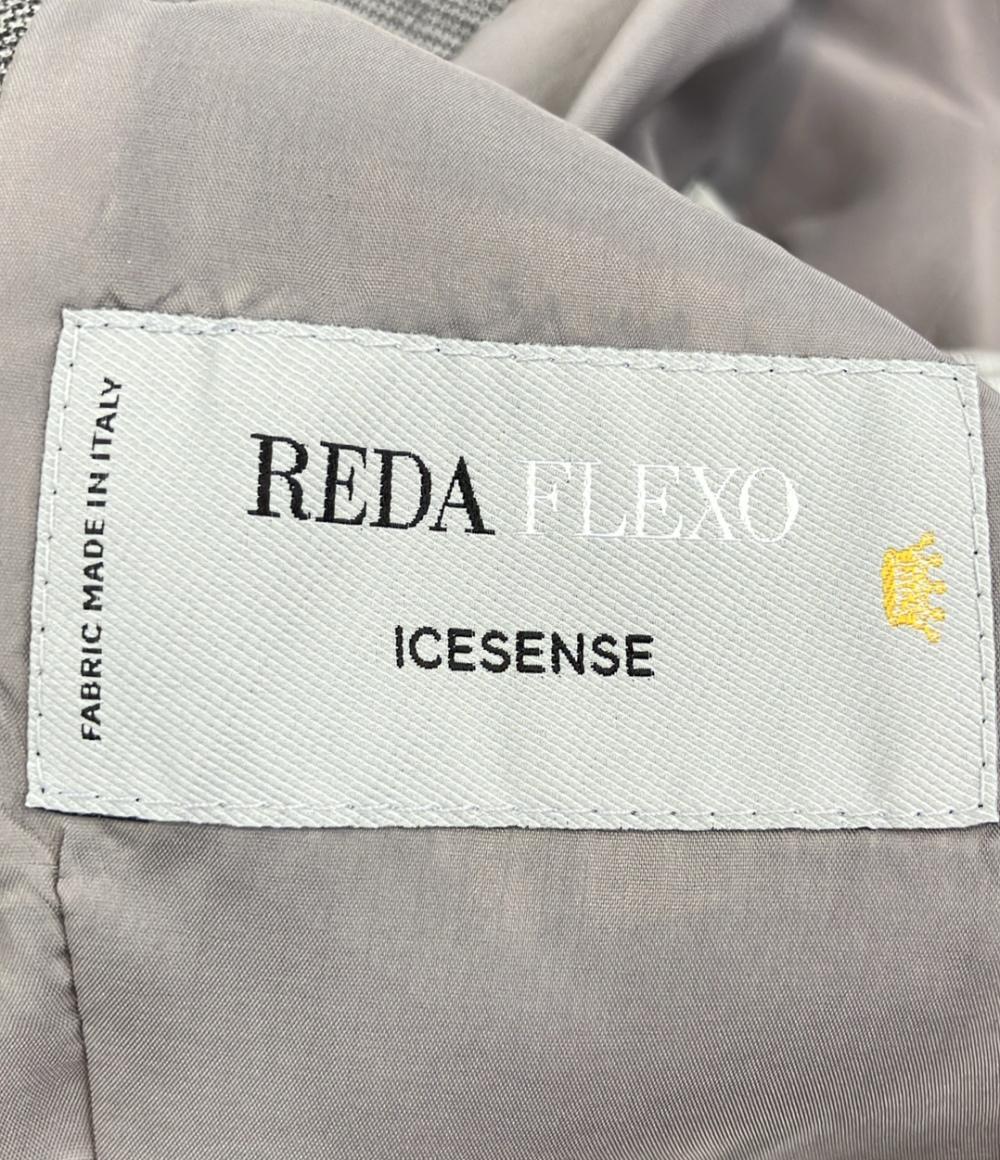 FABRIC MADE IN ITALY
REDA FLEXO
ICESENSE